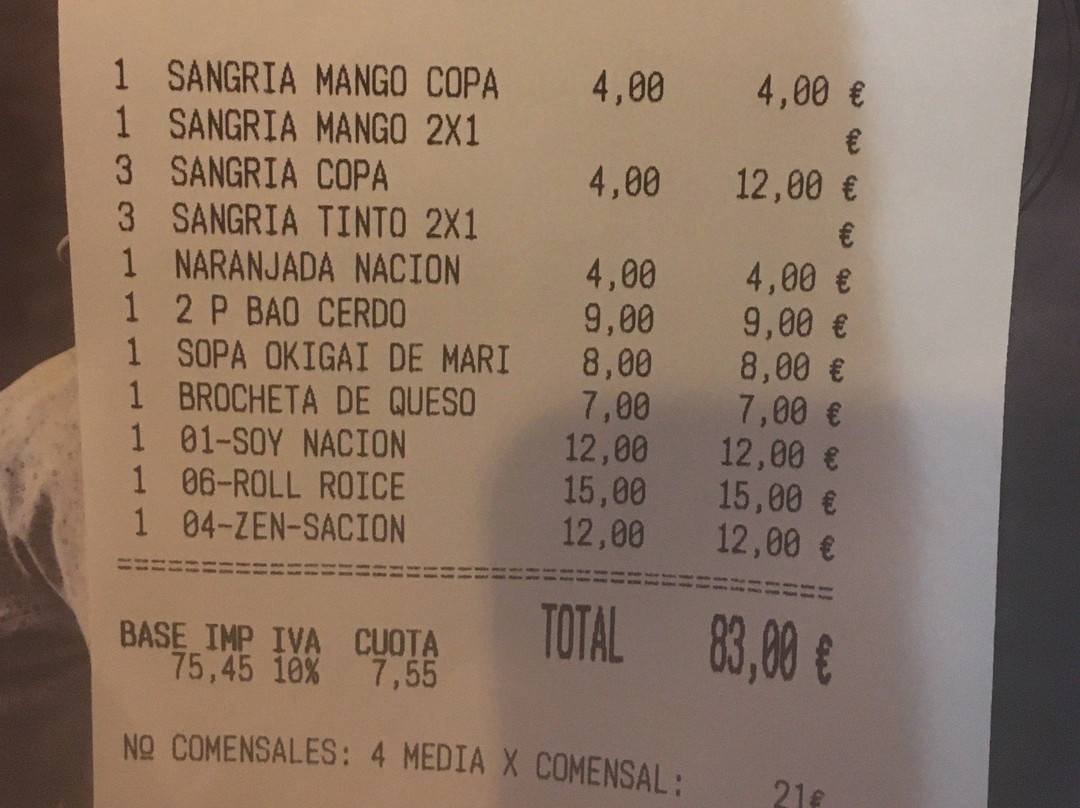 1 SANGRIA MANGO COPA 4,00 4,00 €
1 SANGRIA MANGO 2X1 €
3 SANGRIA COPA 4,00 12,00 €
3 SANGRIA TINTO 2X1 €
1 NARANJADA NACION 4,00 4,00 €
1 2 P BAO CERDO 9,00 9,00 €
1 SOPA OKIGAI DE MARI 8,00 8,00 €
1 BROCHETA DE QUESO 7,00 7,00 €
1 01-SOY NACION 12,00 12,00 €
1 06-ROLL ROICE 15,00 15,00 €
1 04-ZEN-SACION 12,00 12,00 €
TOTAL 83,00 €
BASE IMP IVA CUOTA
75,45 10% 7,55
Nº COMENSALES: 4 MEDIA X COMENSAL: 21€